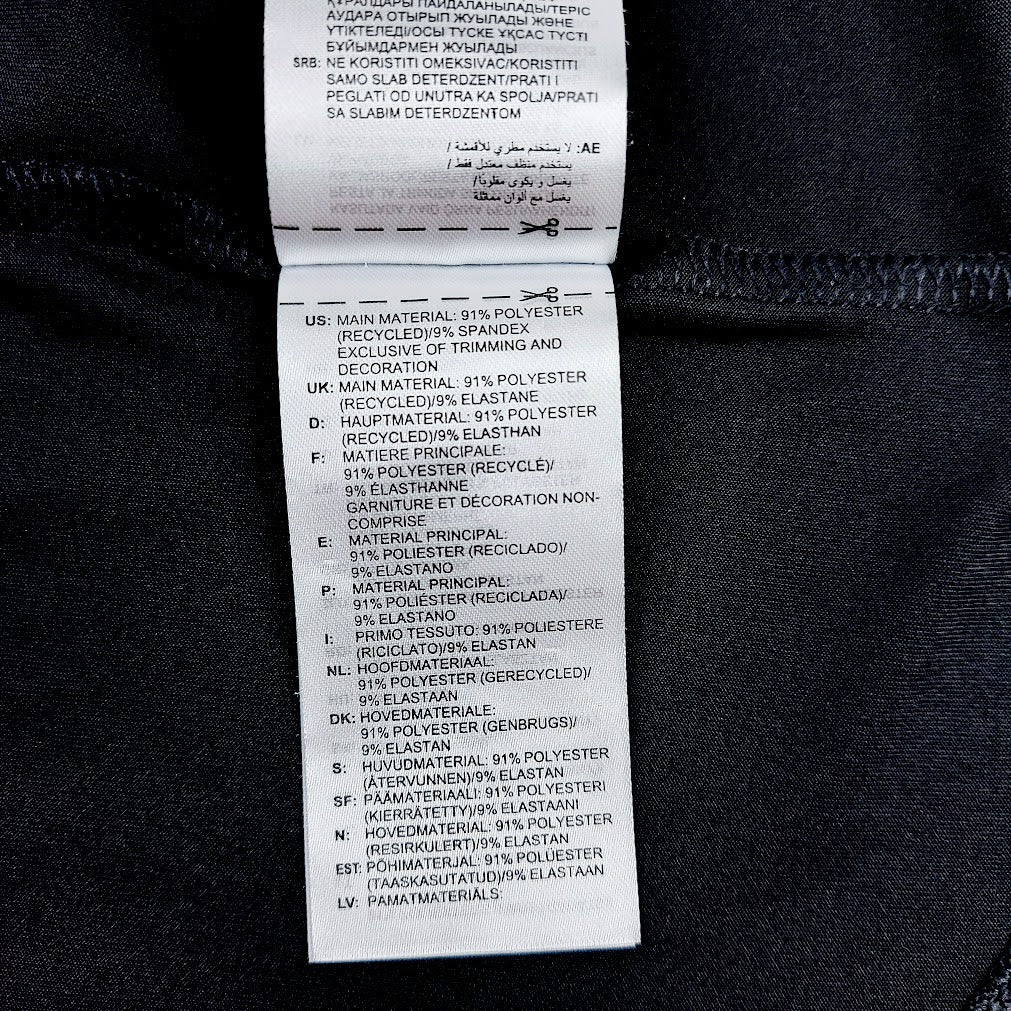 ҚҰРАЛДАРЫ ПАЙДАЛАНЫЛАДЫ/ТЕРІС
АУДАРА ОТЫРЫП ЖУЫЛАДЫ ЖӘНЕ
ҮТІКТЕЛЕДІ/ОСЫ ТҮСКЕ ҰҚСАС ТҮСТІ
БҰЙЫМДАРМЕН ЖУЫЛАДЫ
SRB: NE KORISTITI OMEKSIVAC/KORISTITI
SAMO SLAB DETERDZENT/PRATI I
PEGLATI OD UNUTRA KA SPOLJA/PRATI
SA SLABIM DETERDZENTOM
AE: لا يستخدم مطري للأقمشة /
يستخدم منظف معتدل فقط /
يغسل و يكوى مقلوبًا/
يغسل مع ألوان مماثلة
US: MAIN MATERIAL: 91% POLYESTER
(RECYCLED)/9% SPANDEX
EXCLUSIVE OF TRIMMING AND
DECORATION
UK: MAIN MATERIAL: 91% POLYESTER
(RECYCLED)/9% ELASTANE
D: HAUPTMATERIAL: 91% POLYESTER
(RECYCLED)/9% ELASTHAN
F: MATIERE PRINCIPALE:
91% POLYESTER (RECYCLÉ)/
9% ÉLASTHANNE
GARNITURE ET DÉCORATION NON-
COMPRISE
E: MATERIAL PRINCIPAL:
91% POLIESTER (RECICLADO)/
9% ELASTANO
P: MATERIAL PRINCIPAL:
91% POLIÉSTER (RECICLADA)/
9% ELASTANO
I: PRIMO TESSUTO: 91% POLIESTERE
(RICICLATO)/9% ELASTAN
NL: HOOFDMATERIAAL:
91% POLYESTER (GERECYCLED)/
9% ELASTAAN
DK: HOVEDMATERIALE:
91% POLYESTER (GENBRUGS)/
9% ELASTAN
S: HUVUDMATERIAL: 91% POLYESTER
(ÅTERVUNNEN)/9% ELASTAN
SF: PÄÄMATERIAALI: 91% POLYESTERI
(KIERRÄTETTY)/9% ELASTAANI
N: HOVEDMATERIAL: 91% POLYESTER
(RESIRKULERT)/9% ELASTAN
EST: PÕHIMATERJAL: 91% POLÜESTER
(TAASKASUTATUD)/9% ELASTAAN
LV: PAMATMATERIĀLS: